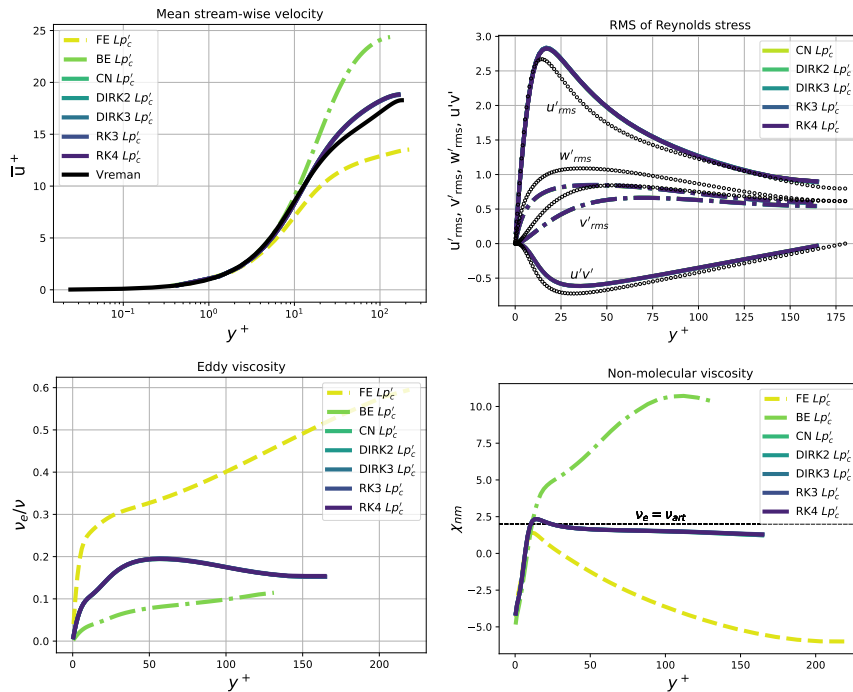 Mean stream-wise velocity
25
20
15
10
5
0
u̅⁺
10⁻¹
10⁰
10¹
10²
y⁺
FE Lp′c
BE Lp′c
CN Lp′c
DIRK2 Lp′c
DIRK3 Lp′c
RK3 Lp′c
RK4 Lp′c
Vreman
RMS of Reynolds stress
3.0
2.5
2.0
1.5
1.0
0.5
0.0
−0.5
u'rms, v'rms, w'rms, u'v'
0
25
50
75
100
125
150
175
y⁺
CN Lp′c
DIRK2 Lp′c
DIRK3 Lp′c
RK3 Lp′c
RK4 Lp′c
u'rms
w'rms
v'rms
u'v'
Eddy viscosity
0.6
0.5
0.4
0.3
0.2
0.1
0.0
νe/ν
0
50
100
150
200
y⁺
FE Lp′c
BE Lp′c
CN Lp′c
DIRK2 Lp′c
DIRK3 Lp′c
RK3 Lp′c
RK4 Lp′c
Non-molecular viscosity
10.0
7.5
5.0
2.5
0.0
−2.5
−5.0
χnm
0
50
100
150
200
y⁺
FE Lp′c
BE Lp′c
CN Lp′c
DIRK2 Lp′c
DIRK3 Lp′c
RK3 Lp′c
RK4 Lp′c
νe = νart